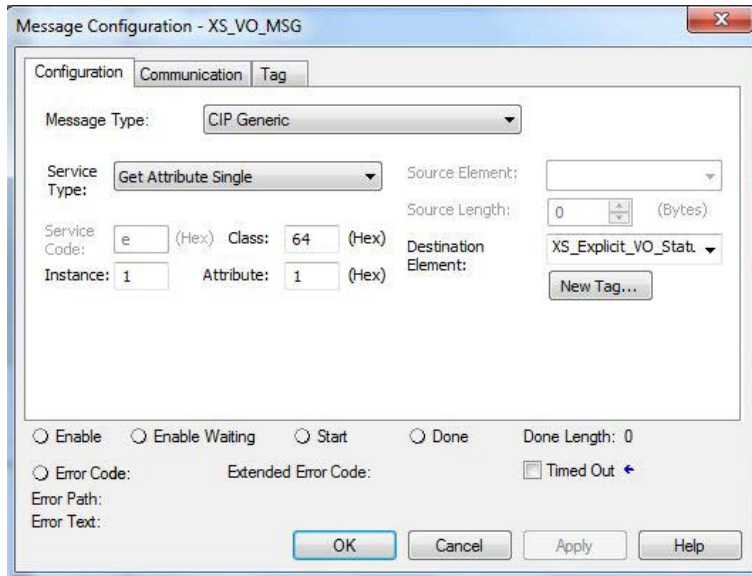 Message Configuration - XS_VO_MSG
X
Configuration Communication Tag
Message Type: CIP Generic
Service Type: Get Attribute Single
Source Element:
Source Length: 0 (Bytes)
Service Code: e (Hex) Class: 64 (Hex)
Destination Element: XS_Explicit_VO_Statu
Instance: 1 Attribute: 1 (Hex)
New Tag...
Enable Enable Waiting Start Done Done Length: 0
Error Code: Extended Error Code: Timed Out
Error Path:
Error Text:
OK Cancel Apply Help